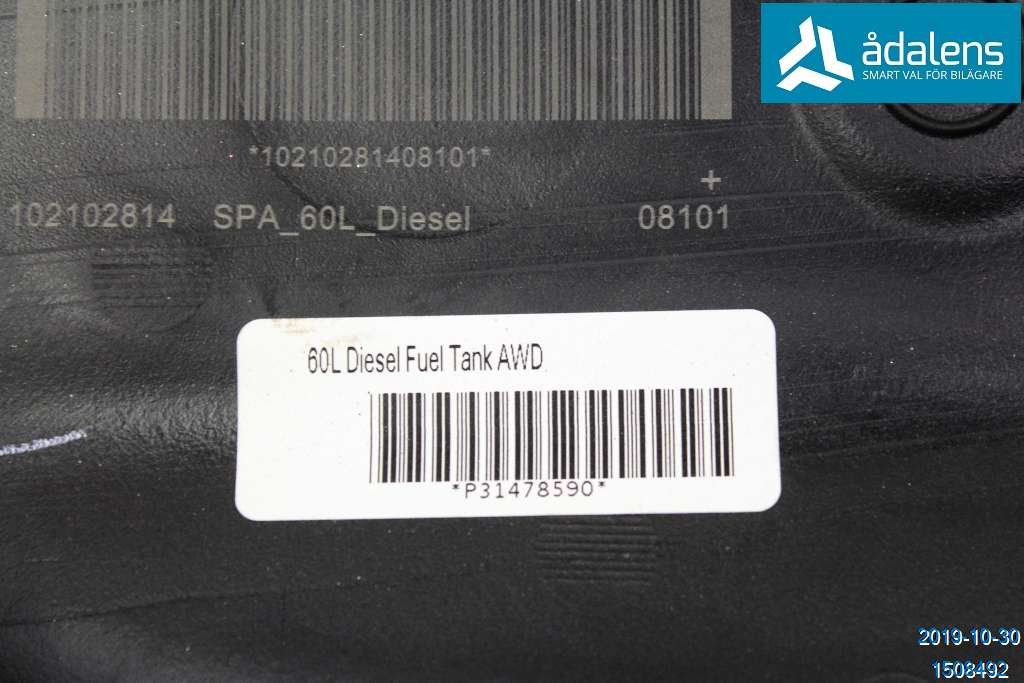 ådalens
SMART VAL FÖR BILÄGARE
*10210281408101*
+
102102814 SPA_60L_Diesel 08101
60L Diesel Fuel Tank AWD
*P31478590*
2019-10-30
1508492